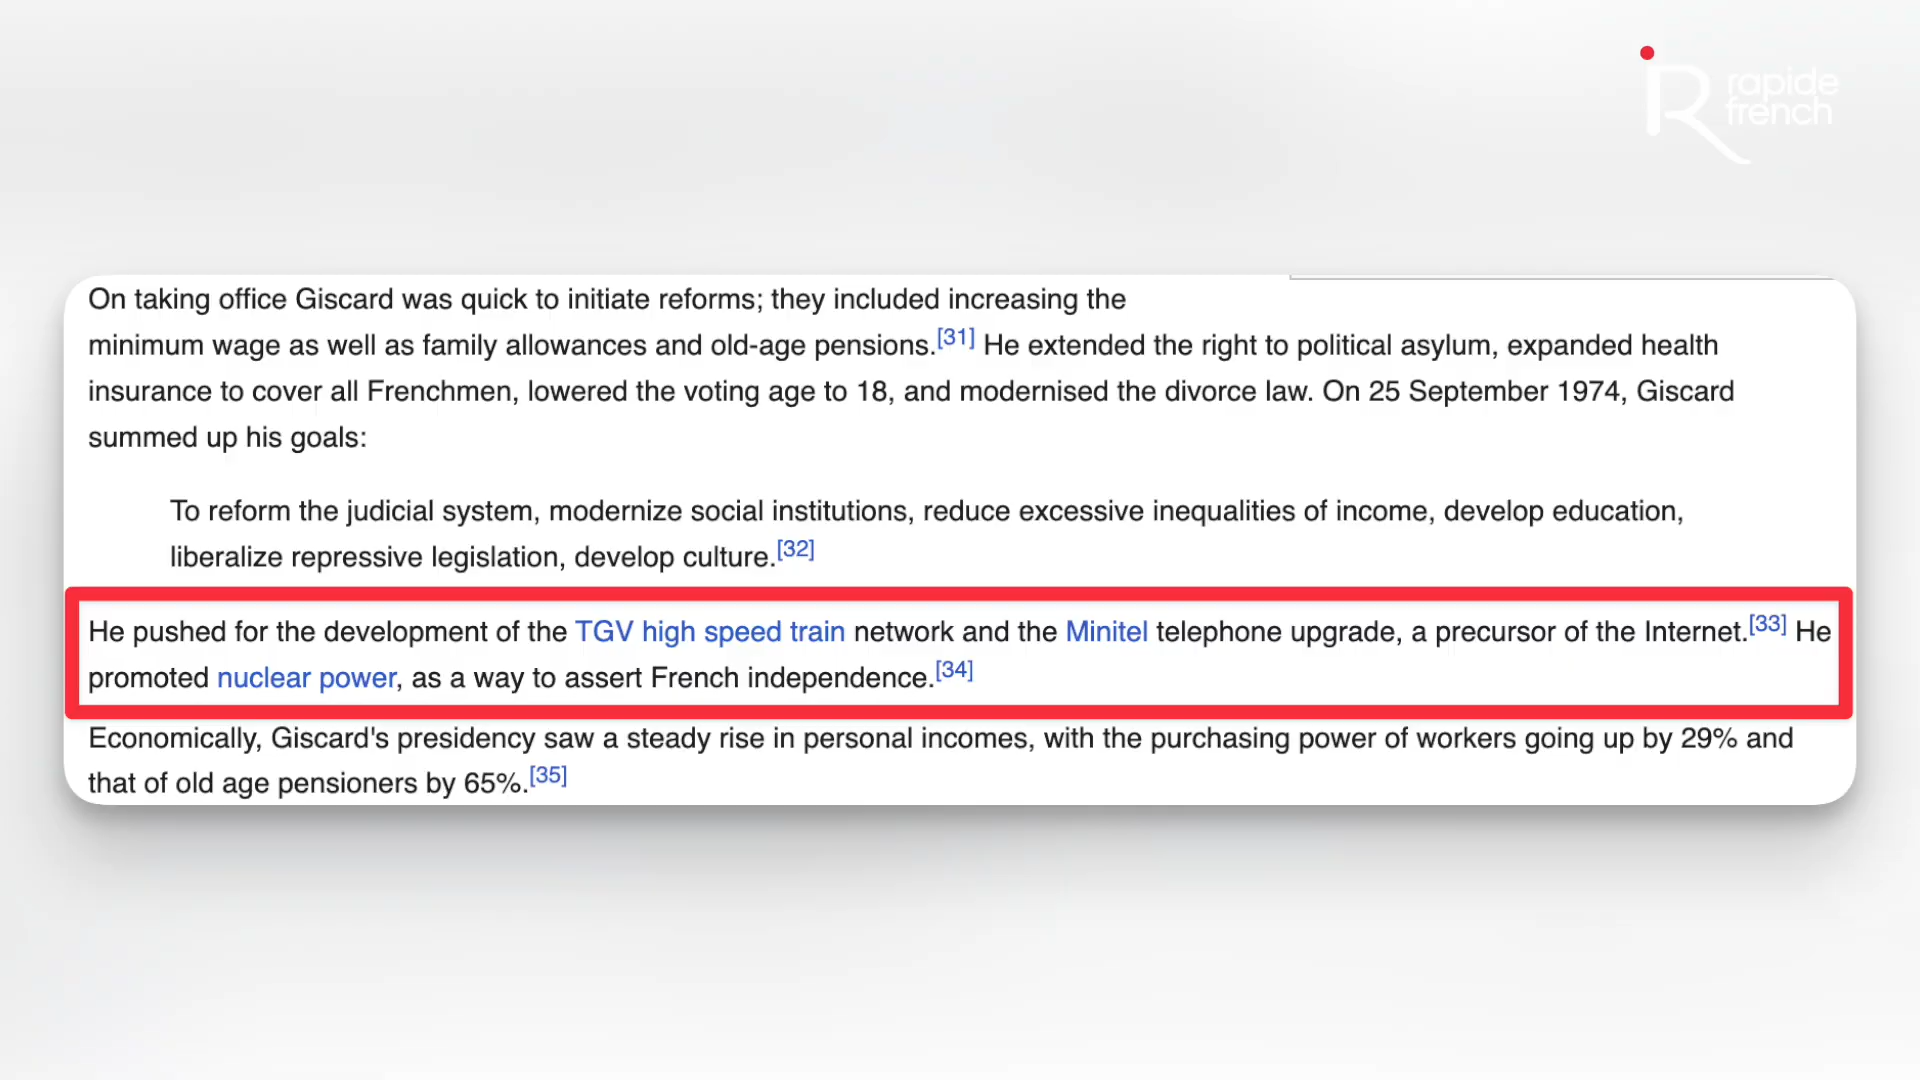 rapide
french
On taking office Giscard was quick to initiate reforms; they included increasing the
minimum wage as well as family allowances and old-age pensions.[31] He extended the right to political asylum, expanded health
insurance to cover all Frenchmen, lowered the voting age to 18, and modernised the divorce law. On 25 September 1974, Giscard
summed up his goals:
To reform the judicial system, modernize social institutions, reduce excessive inequalities of income, develop education,
liberalize repressive legislation, develop culture.[32]
He pushed for the development of the TGV high speed train network and the Minitel telephone upgrade, a precursor of the Internet.[33] He
promoted nuclear power, as a way to assert French independence.[34]
Economically, Giscard's presidency saw a steady rise in personal incomes, with the purchasing power of workers going up by 29% and
that of old age pensioners by 65%.[35]